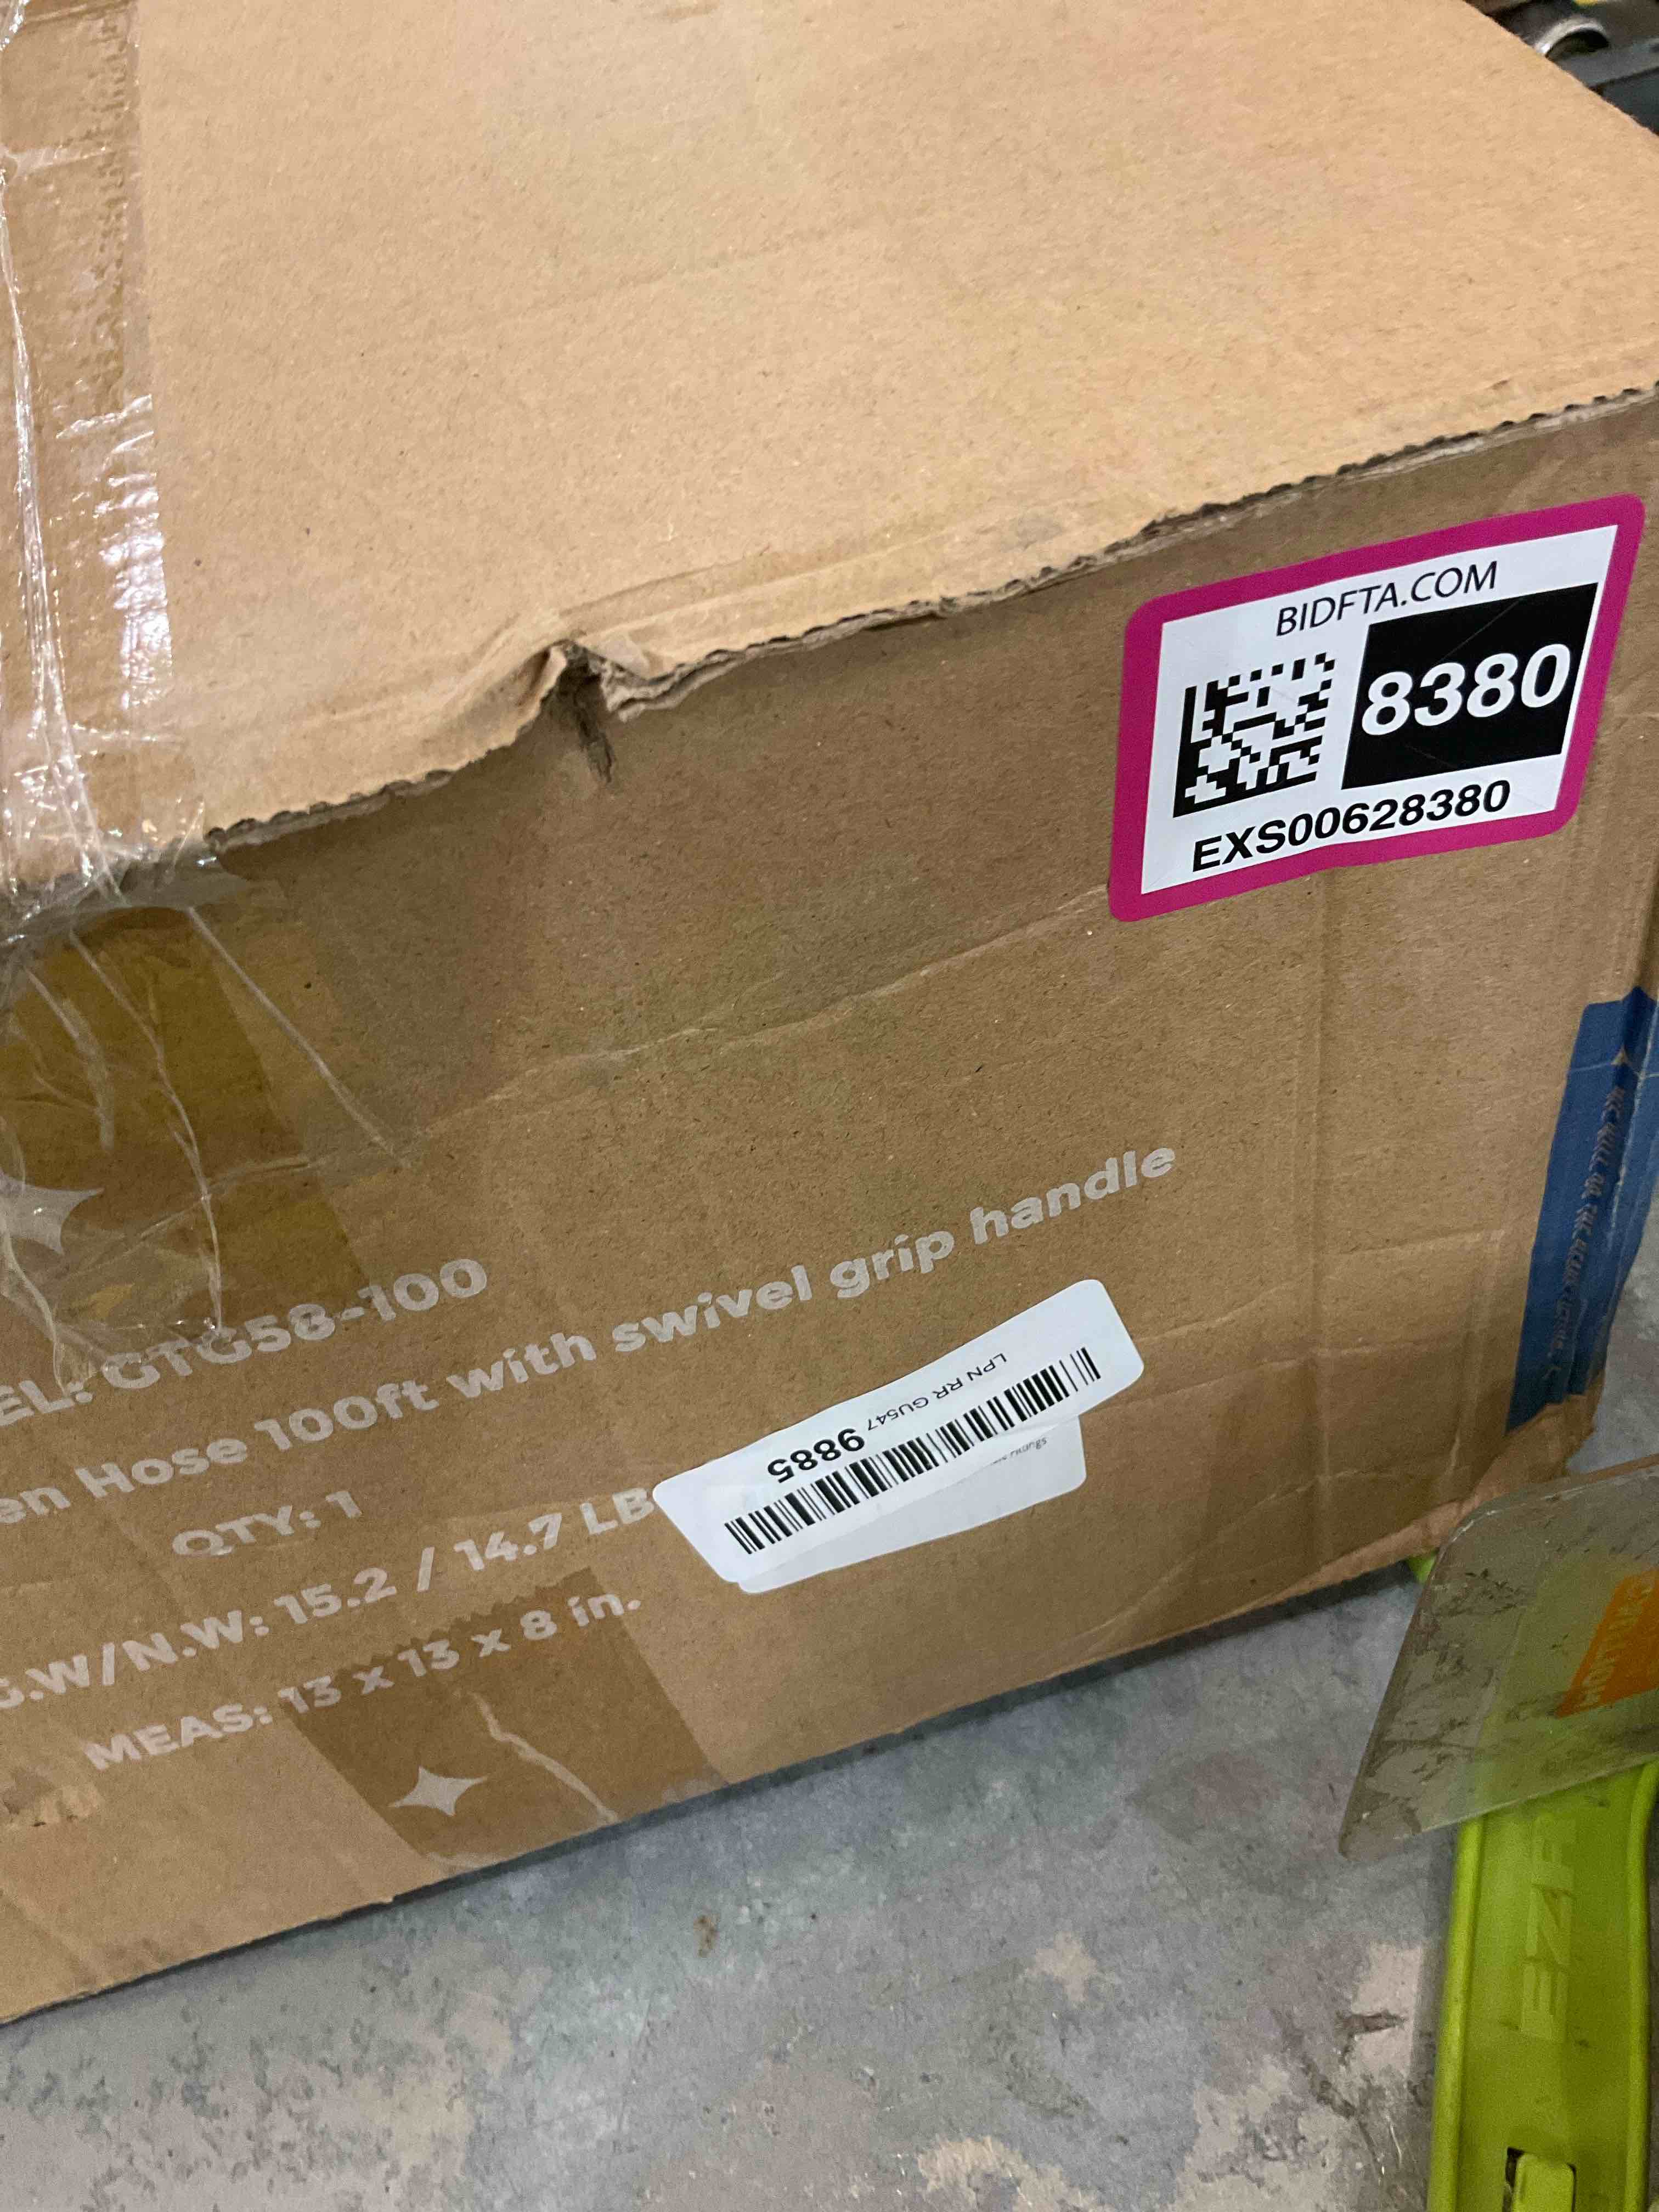 BIDFTA.COM
8380
EXS00628380
EL: GTG58-100
en Hose 100ft with swivel grip handle
QTY: 1
G.W/N.W: 15.2 / 14.7 LB
MEAS: 13 x 13 x 8 in.
LPN RR GU547 9885
EZR